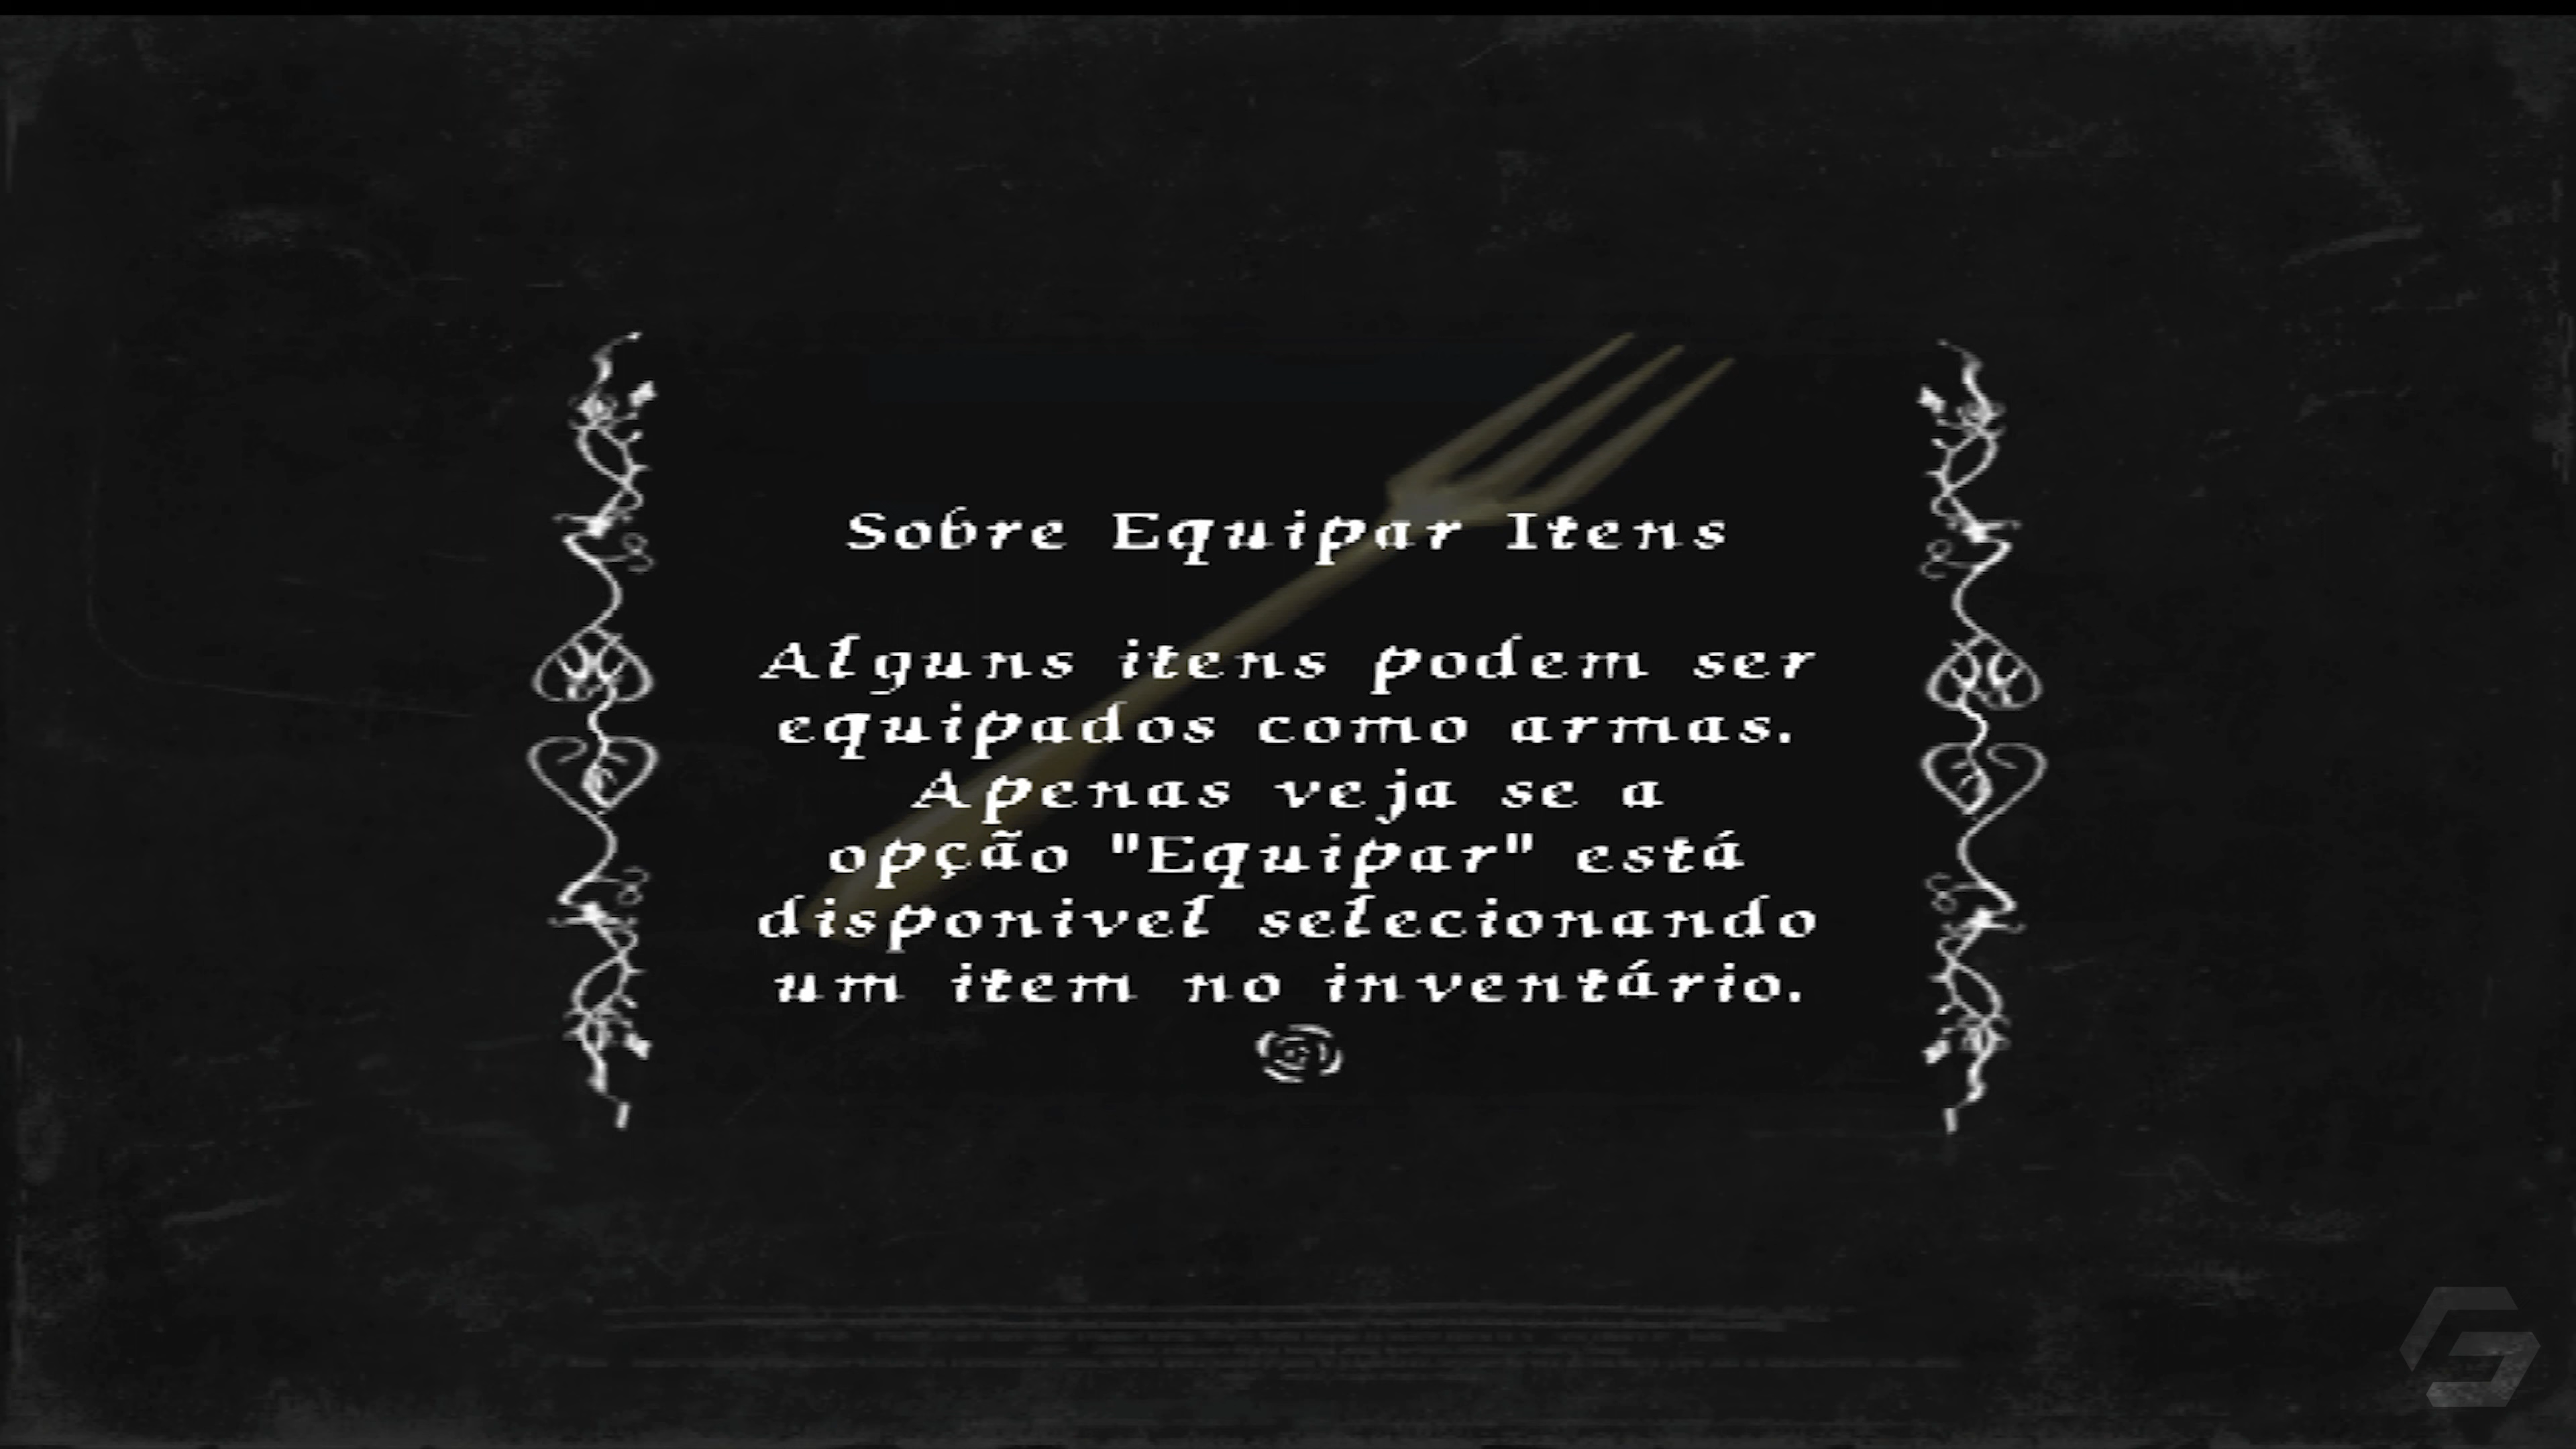 Sobre Equipar Itens
Alguns itens podem ser
equipados como armas.
Apenas veja se a
opção "Equipar" está
disponivel selecionando
um item no inventário.